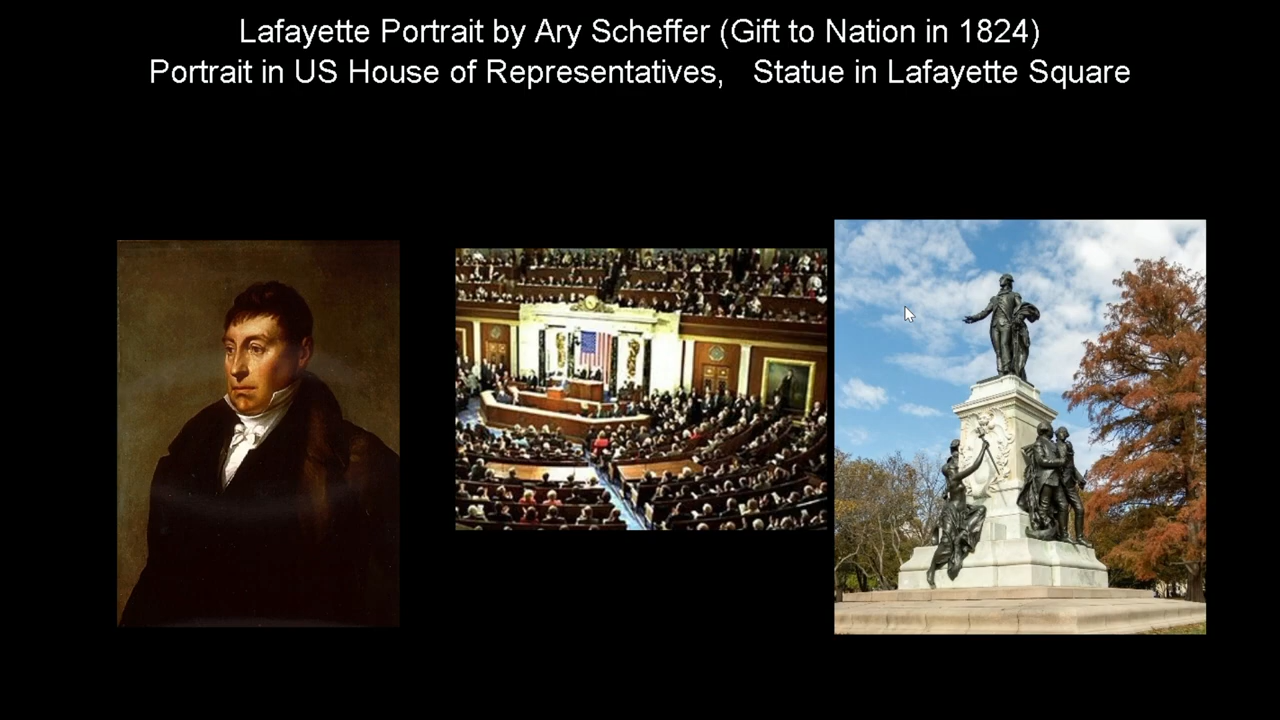 Lafayette Portrait by Ary Scheffer (Gift to Nation in 1824)
Portrait in US House of Representatives,   Statue in Lafayette Square